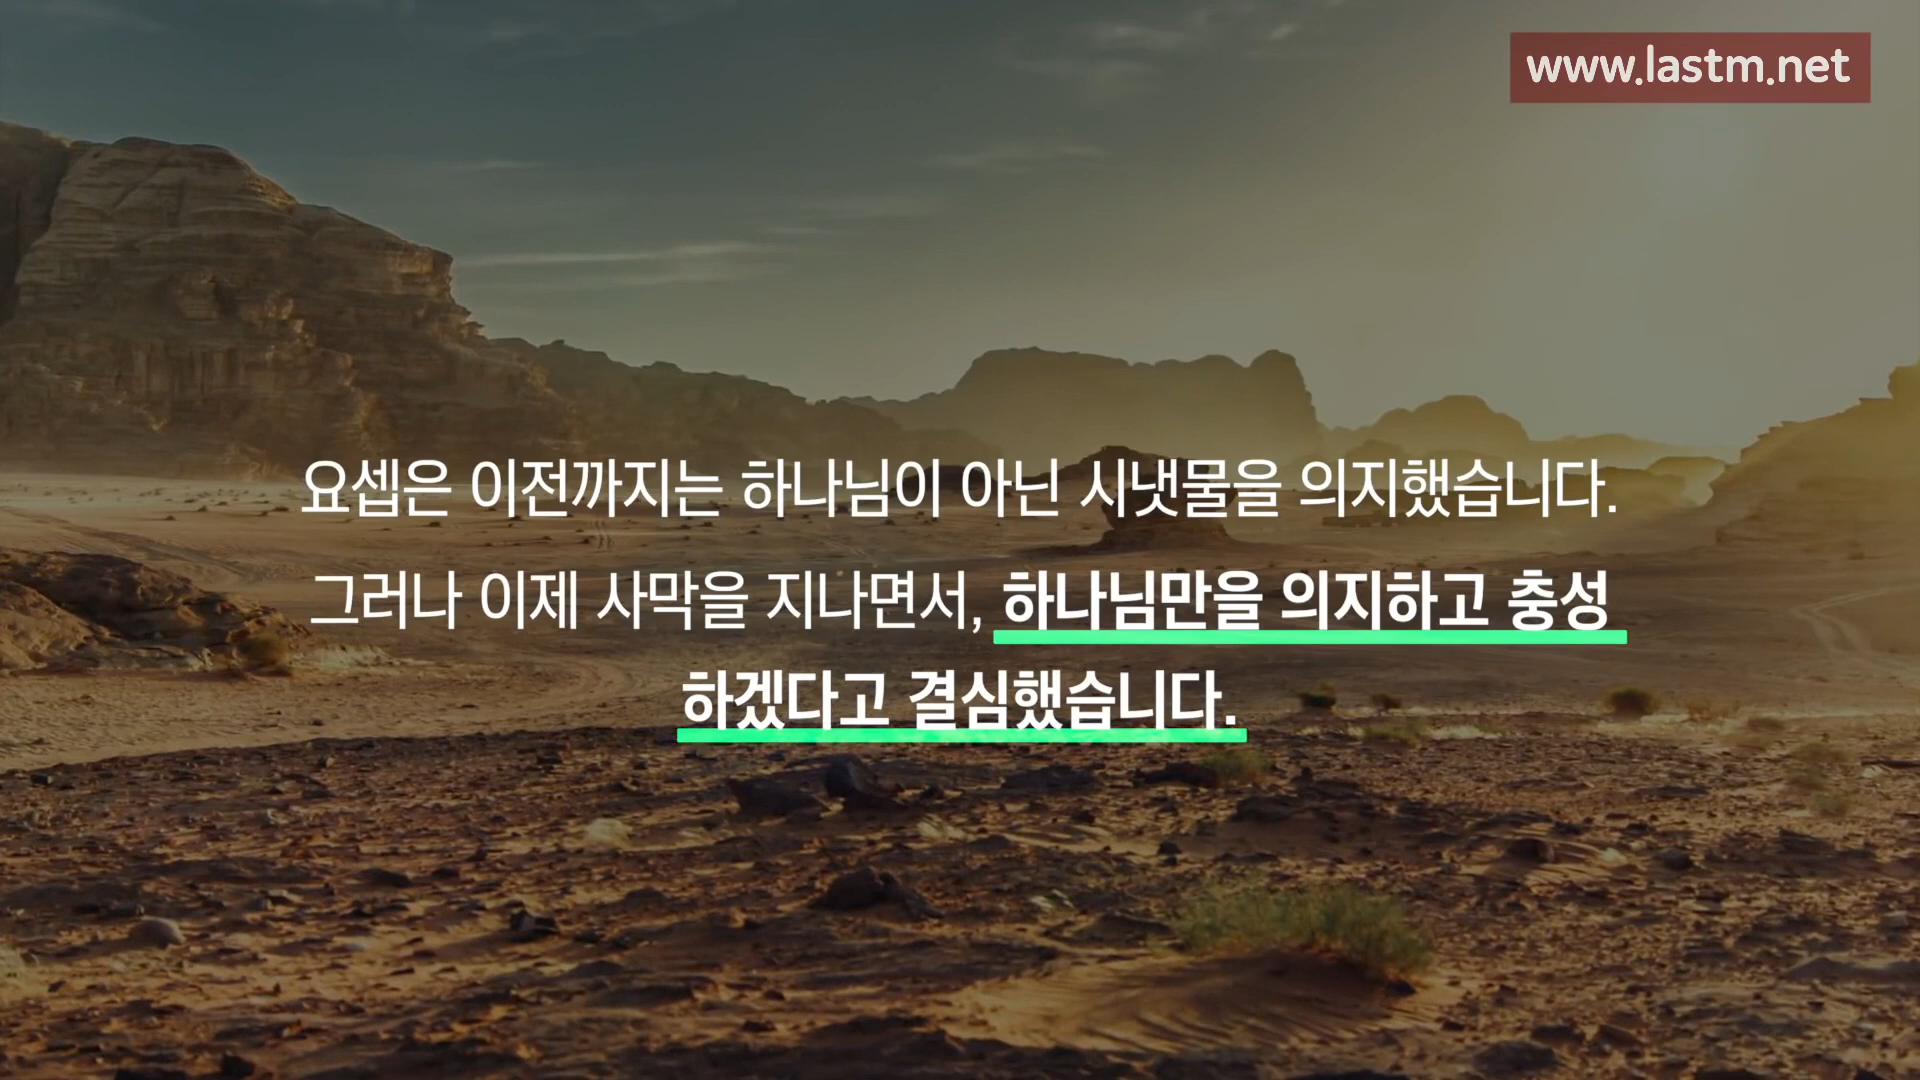 www.lastm.net
요셉은 이전까지는 하나님이 아닌 시냇물을 의지했습니다.
그러나 이제 사막을 지나면서, 하나님만을 의지하고 충성
하겠다고 결심했습니다.